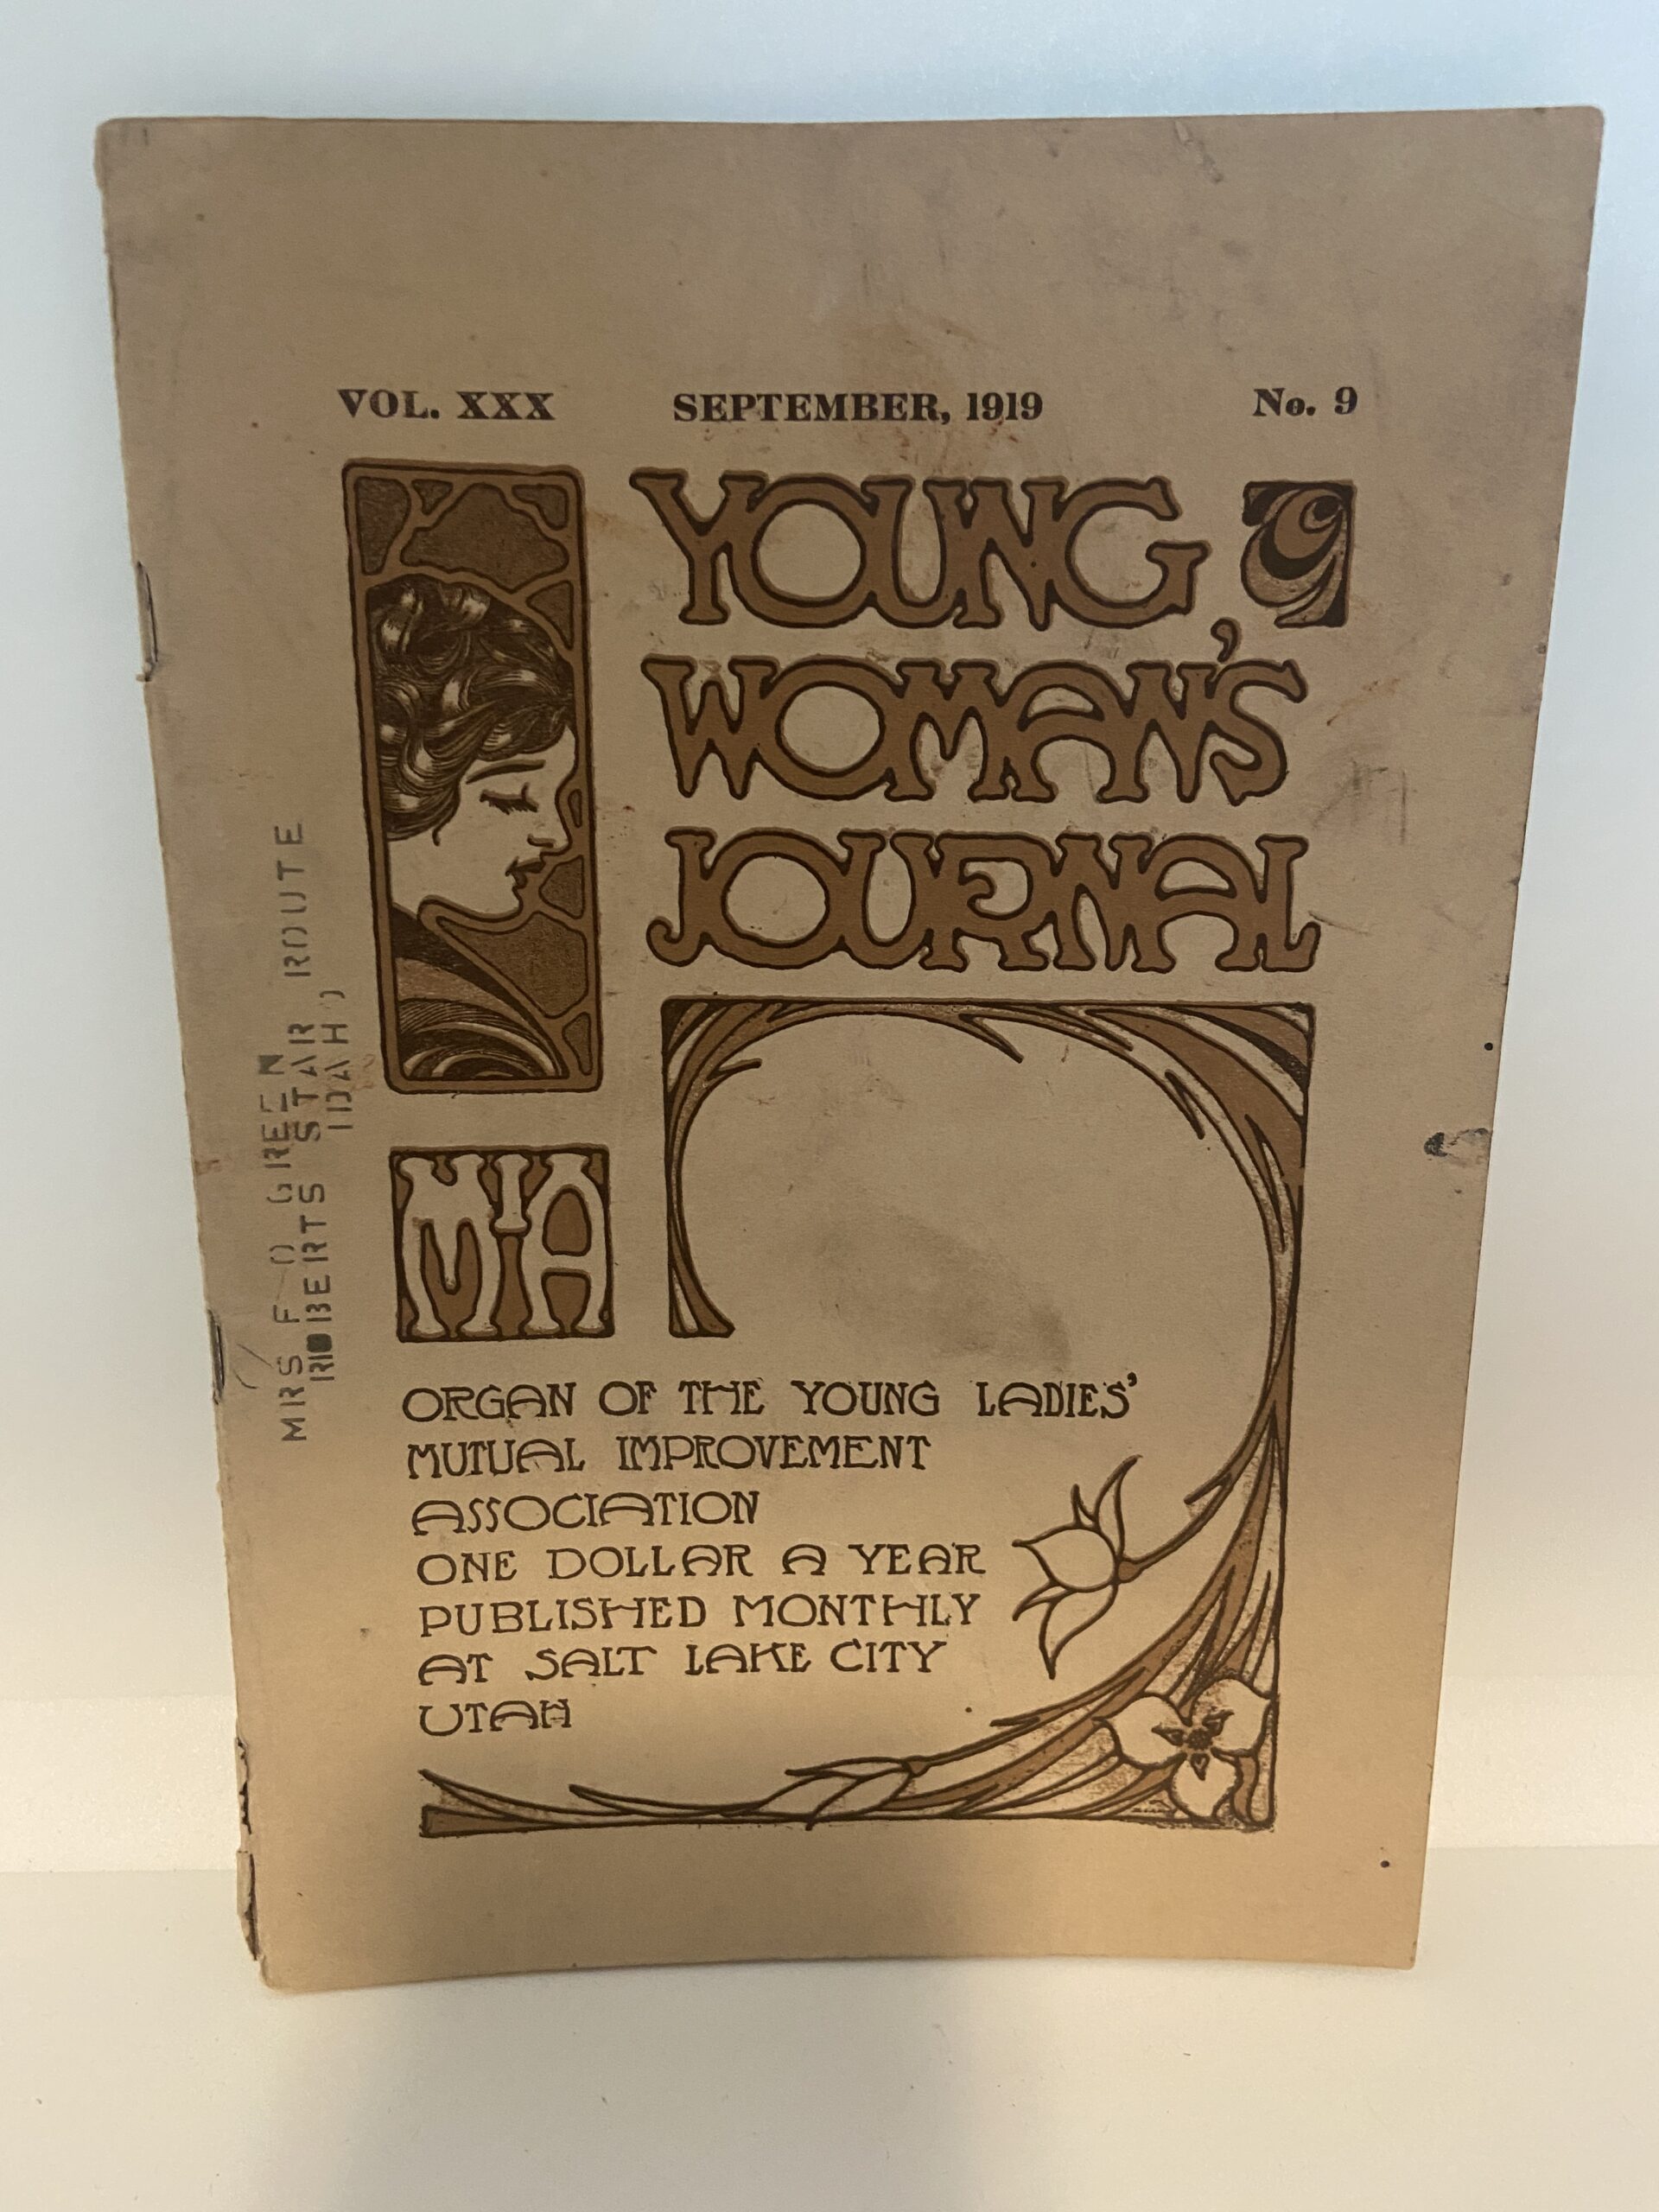 VOL. XXX SEPTEMBER, 1919 No. 9
YOUNG
WOMAN'S
JOURNAL
MIA
ORGAN OF THE YOUNG LADIES'
MUTUAL IMPROVEMENT
ASSOCIATION
ONE DOLLAR A YEAR
PUBLISHED MONTHLY
AT SALT LAKE CITY
UTAH
MRS F O GREEN
ROBERTS STAR ROUTE
IDAHO